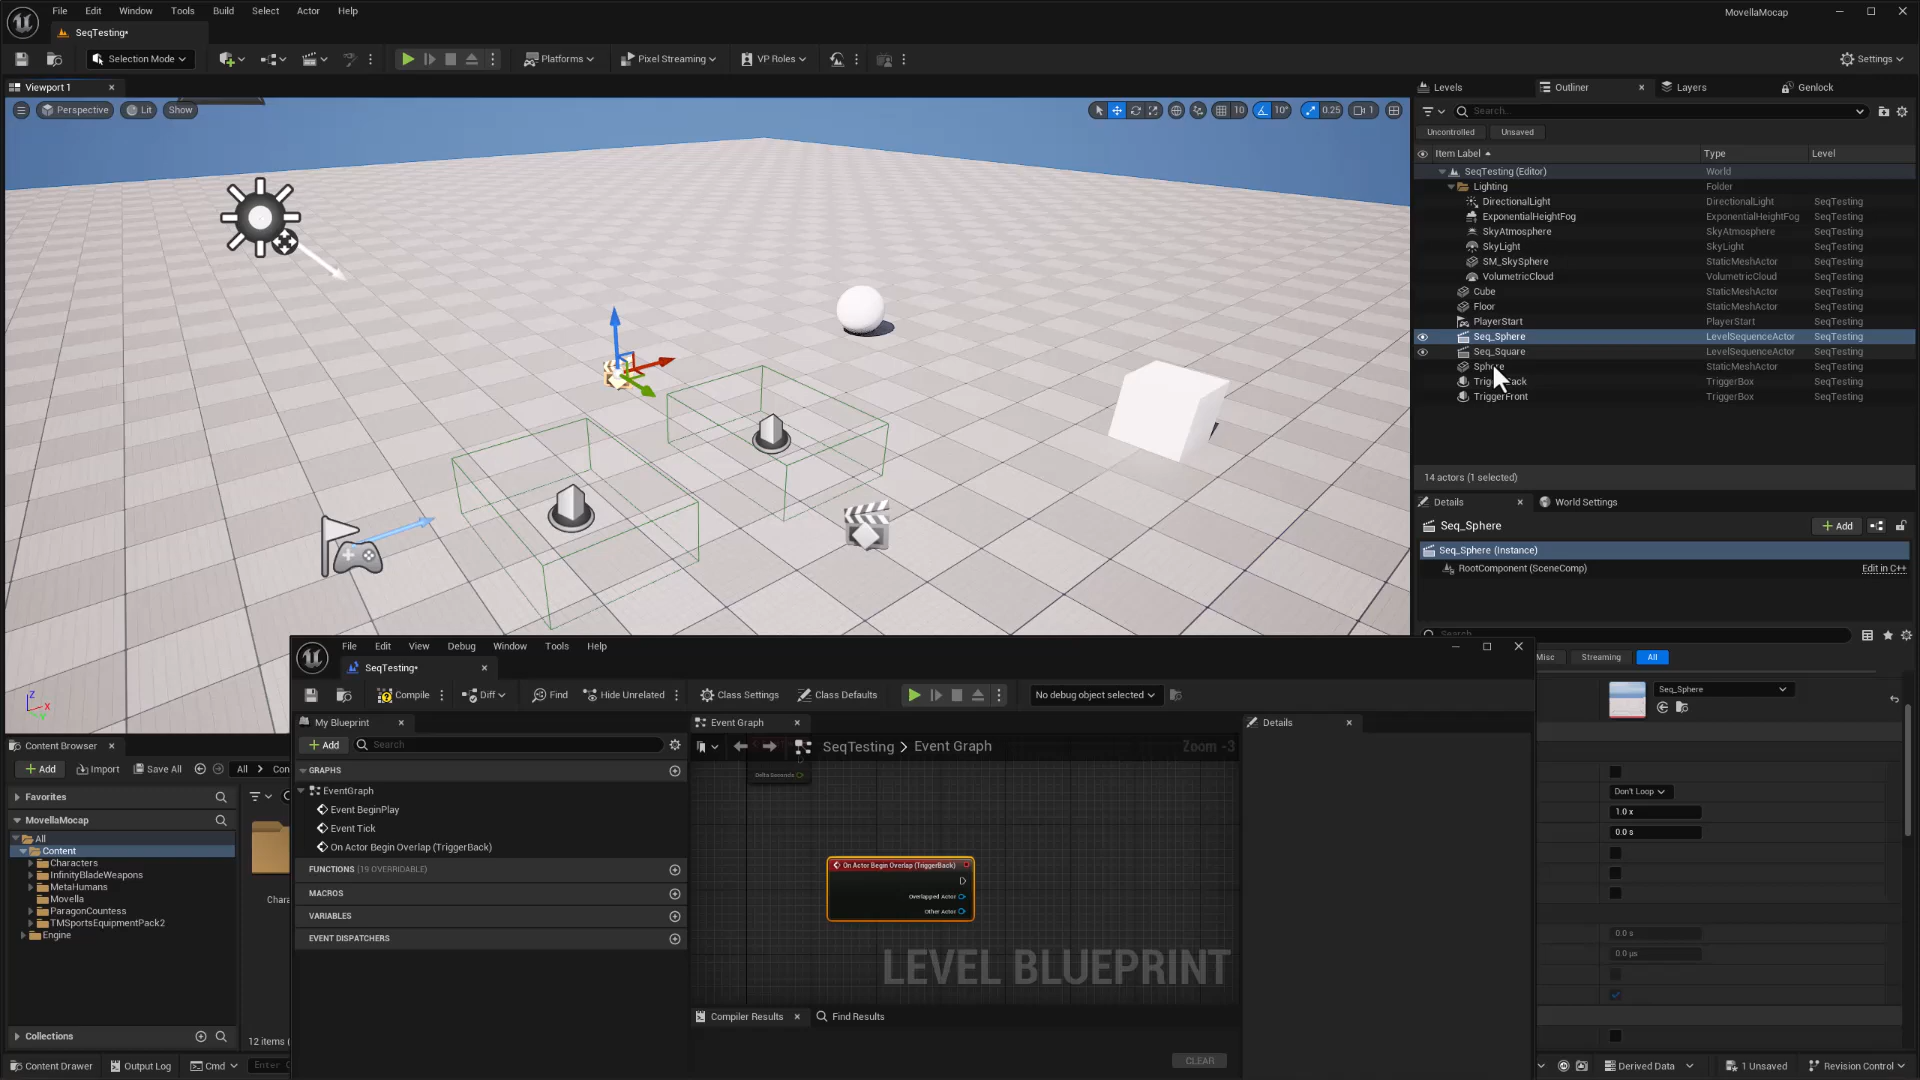 File Edit Window Tools Build Select Actor Help
MovellaMocap
SeqTesting*
Selection Mode
Platforms
Pixel Streaming
VP Roles
Settings
Viewport 1
Levels
Outliner
Layers
Genlock
Perspective
Lit
Show
10
10°
0.25
1
Search...
Uncontrolled
Unsaved
Item Label Type Level
SeqTesting (Editor) World
Lighting Folder
DirectionalLight DirectionalLight SeqTesting
ExponentialHeightFog ExponentialHeightFog SeqTesting
SkyAtmosphere SkyAtmosphere SeqTesting
SkyLight SkyLight SeqTesting
SM_SkySphere StaticMeshActor SeqTesting
VolumetricCloud VolumetricCloud SeqTesting
Cube StaticMeshActor SeqTesting
Floor StaticMeshActor SeqTesting
PlayerStart PlayerStart SeqTesting
Seq_Sphere LevelSequenceActor SeqTesting
Seq_Square LevelSequenceActor SeqTesting
Sphere StaticMeshActor SeqTesting
TriggerBack TriggerBox SeqTesting
TriggerFront TriggerBox SeqTesting
14 actors (1 selected)
Details
World Settings
Seq_Sphere
Add
Seq_Sphere (Instance)
RootComponent (SceneComp)
Edit in C++
Search
Misc
Streaming
All
Seq_Sphere
Don't Loop
1.0 x
0.0 s
0.0 s
0.0 µs
Z
X
Y
File Edit View Debug Window Tools Help
SeqTesting*
Compile
Diff
Find
Hide Unrelated
Class Settings
Class Defaults
No debug object selected
My Blueprint
Add
Search
GRAPHS
EventGraph
Event BeginPlay
Event Tick
On Actor Begin Overlap (TriggerBack)
FUNCTIONS (19 OVERRIDABLE)
MACROS
VARIABLES
EVENT DISPATCHERS
Event Graph
SeqTesting > Event Graph
Zoom -3
Delta Seconds
On Actor Begin Overlap (TriggerBack)
Overlapped Actor
Other Actor
LEVEL BLUEPRINT
Compiler Results
Find Results
CLEAR
Details
Content Browser
Add
Import
Save All
All
Con
Favorites
MovellaMocap
All
Content
Characters
InfinityBladeWeapons
MetaHumans
Movella
ParagonCountess
TMSportsEquipmentPack2
Engine
Collections
Chara
12 items (
Content Drawer
Output Log
Cmd
Enter C
Derived Data
1 Unsaved
Revision Control